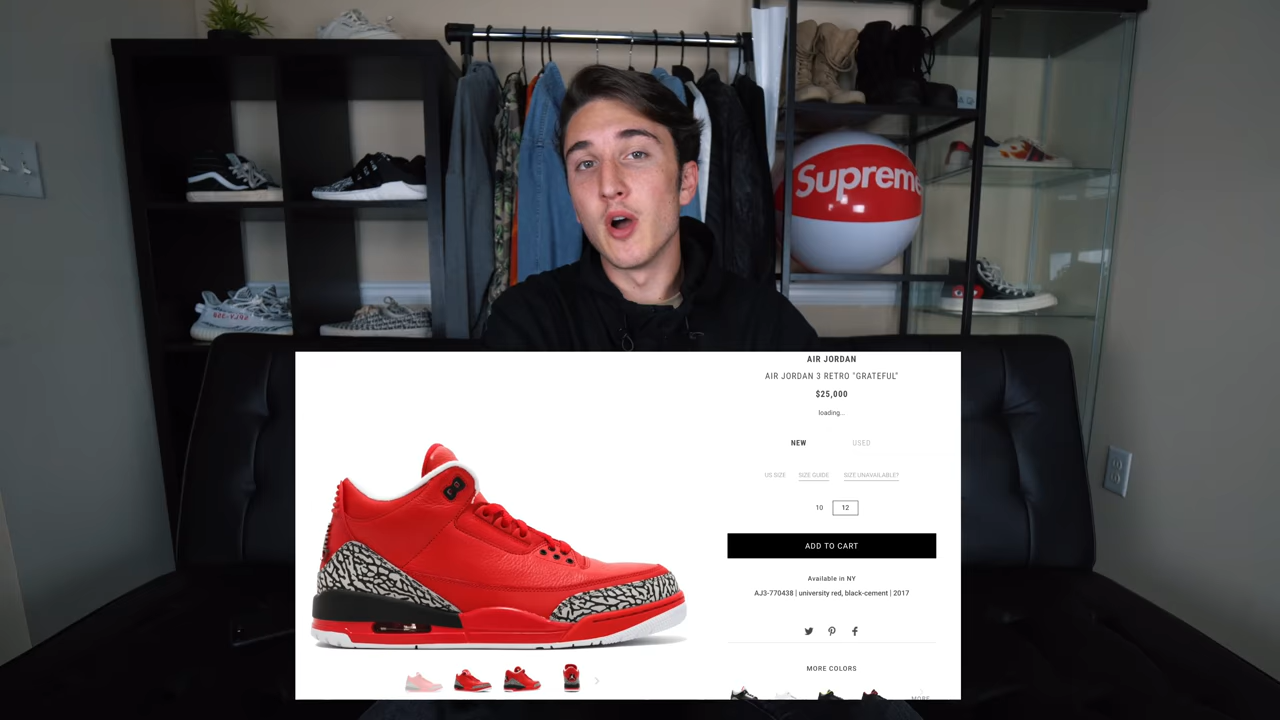 Supreme
AIR JORDAN
AIR JORDAN 3 RETRO "GRATEFUL"
$25,000
loading...
NEW USED
US SIZE SIZE GUIDE SIZE UNAVAILABLE?
10 12
ADD TO CART
Available in NY
AJ3-770438 | university red, black-cement | 2017
MORE COLORS
MORE